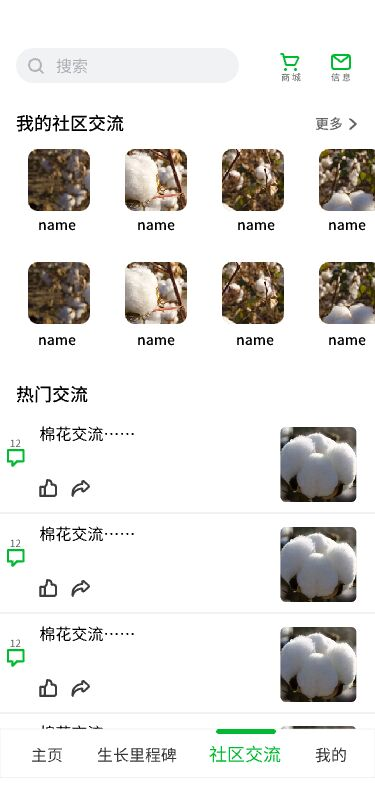 搜索
商城 信息
我的社区交流 更多
name name name name
name name name name
热门交流
棉花交流……
12
棉花交流……
12
棉花交流……
12
主页 生长里程碑 社区交流 我的